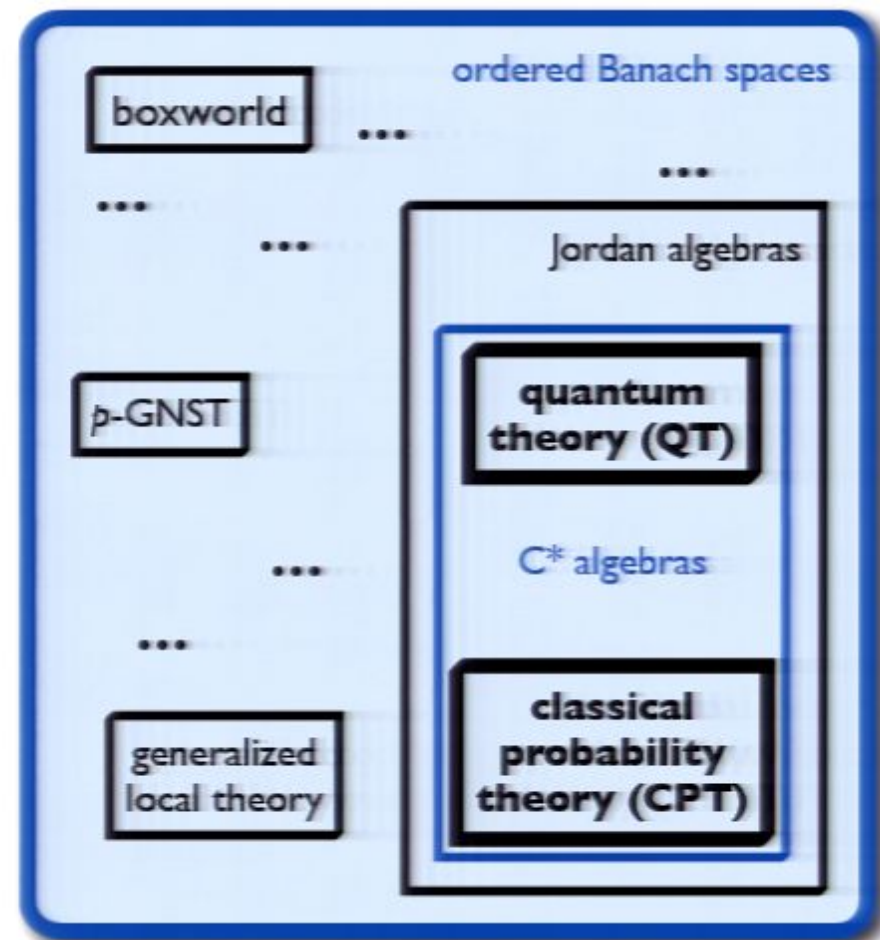 ordered Banach spaces
boxworld
...
...
...
...
Jordan algebras
p-GNST
quantum
theory (QT)
C* algebras
...
...
generalized
local theory
classical
probability
theory (CPT)